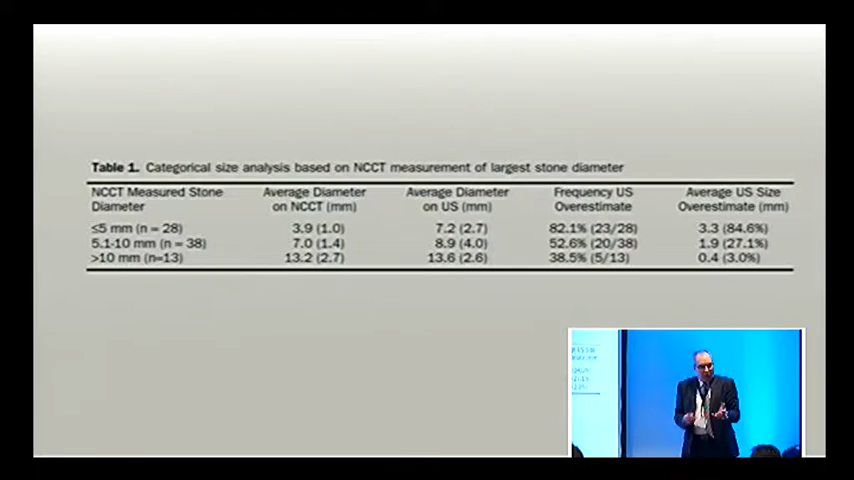 Table 1. Categorical size analysis based on NCCT measurement of largest stone diameter
NCCT Measured Stone Diameter Average Diameter on NCCT (mm) Average Diameter on US (mm) Frequency US Overestimate Average US Size Overestimate (mm)
≤5 mm (n = 28) 3.9 (1.0) 7.2 (2.7) 82.1% (23/28) 3.3 (84.6%)
5.1-10 mm (n = 38) 7.0 (1.4) 8.9 (4.0) 52.6% (20/38) 1.9 (27.1%)
>10 mm (n=13) 13.2 (2.7) 13.6 (2.6) 38.5% (5/13) 0.4 (3.0%)